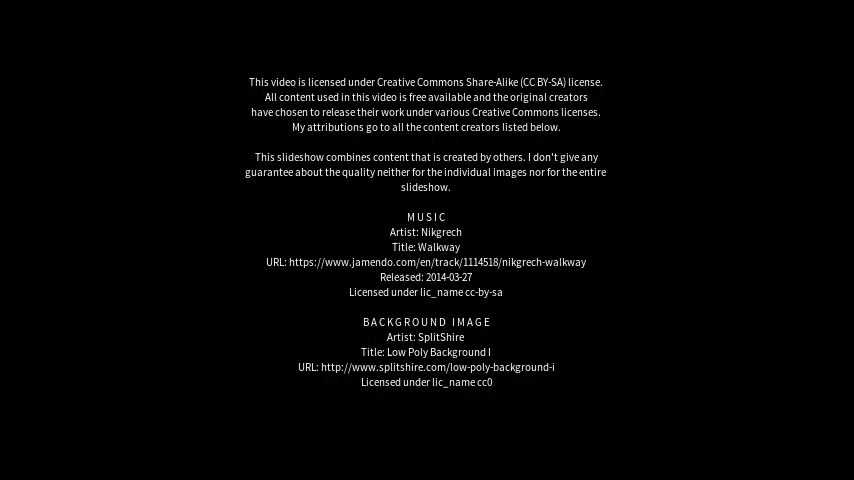 This video is licensed under Creative Commons Share-Alike (CC BY-SA) license.
All content used in this video is free available and the original creators
have chosen to release their work under various Creative Commons licenses.
My attributions go to all the content creators listed below.
This slideshow combines content that is created by others. I don't give any
guarantee about the quality neither for the individual images nor for the entire
slideshow.
MUSIC
Artist: Nikgrech
Title: Walkway
URL: https://www.jamendo.com/en/track/1114518/nikgrech-walkway
Released: 2014-03-27
Licensed under lic_name cc-by-sa
BACKGROUND IMAGE
Artist: SplitShire
Title: Low Poly Background I
URL: http://www.splitshire.com/low-poly-background-i
Licensed under lic_name cc0